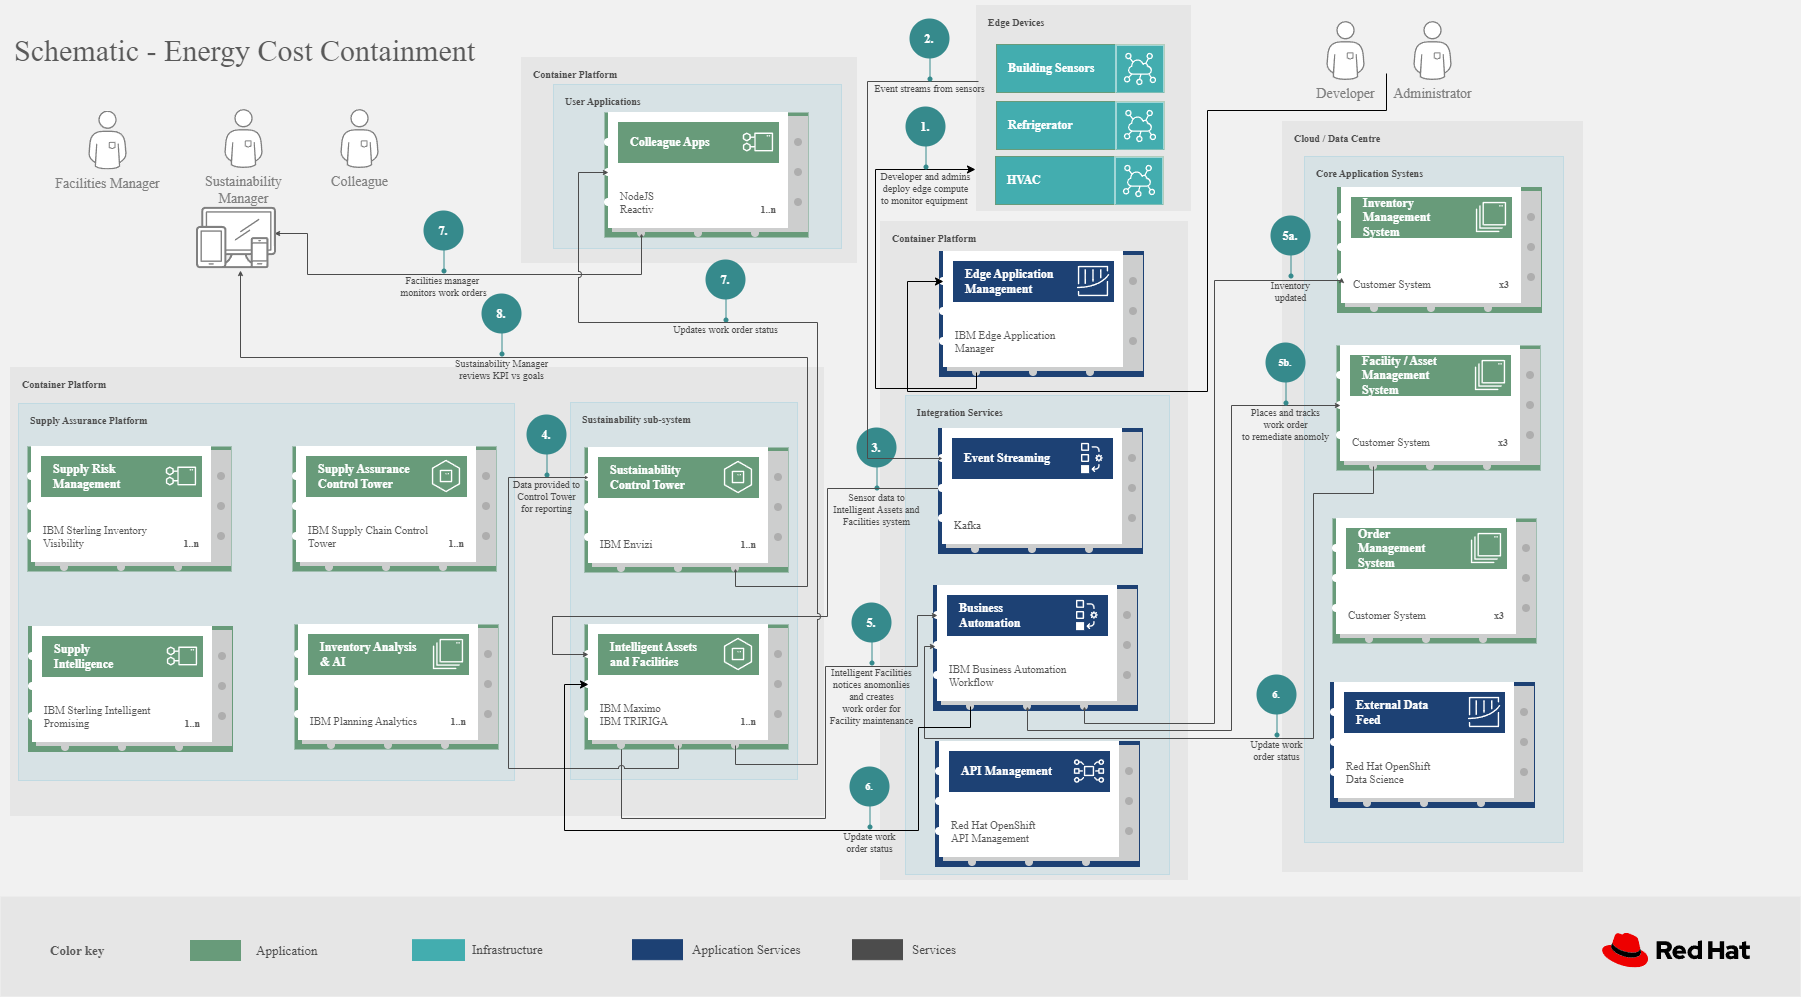 Schematic - Energy Cost Containment
Facilities Manager
Sustainability
Manager
Colleague
Container Platform
User Applications
Colleague Apps
NodeJS
Reactiv
1..n
2.
Event streams from sensors
1.
Developer and admins
deploy edge compute
to monitor equipment
Edge Devices
Building Sensors
Refrigerator
HVAC
Developer
Administrator
7.
Facilities manager
monitors work orders
7.
Updates work order status
8.
Sustainability Manager
reviews KPI vs goals
Container Platform
Edge Application
Management
IBM Edge Application
Manager
Cloud / Data Centre
Core Application Systens
Inventory
Management
System
Customer System
x3
5a.
Inventory
updated
5b.
Places and tracks
work order
to remediate anomoly
Facility / Asset
Management
System
Customer System
x3
Container Platform
Supply Assurance Platform
Supply Risk
Management
IBM Sterling Inventory
Visibility
1..n
Supply Assurance
Control Tower
IBM Supply Chain Control
Tower
1..n
Supply
Intelligence
IBM Sterling Intelligent
Promising
1..n
Inventory Analysis
& AI
IBM Planning Analytics
1..n
4.
Data provided to
Control Tower
for reporting
Sustainability sub-system
Sustainability
Control Tower
IBM Envizi
1..n
Intelligent Assets
and Facilities
IBM Maximo
IBM TRIRIGA
1..n
3.
Sensor data to
Intelligent Assets and
Facilities system
Integration Services
Event Streaming
Kafka
5.
Intelligent Facilities
notices anomonlies
and creates
work order for
Facility maintenance
Business
Automation
IBM Business Automation
Workflow
6.
Update work
order status
API Management
Red Hat OpenShift
API Management
Order
Management
System
Customer System
x3
6.
Update work
order status
External Data
Feed
Red Hat OpenShift
Data Science
Color key
Application
Infrastructure
Application Services
Services
Red Hat